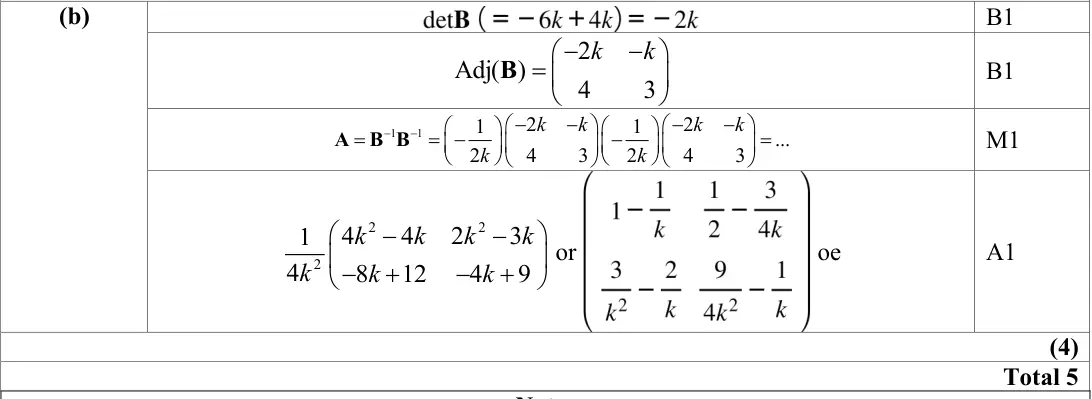 (b) detB (= −6k + 4k) = −2k B1
Adj(B) = (−2k −k; 4 3) B1
A = B⁻¹B⁻¹ = (−1/2k)(−2k −k; 4 3)(−1/2k)(−2k −k; 4 3) = ... M1
1/4k² (4k² − 4k 2k² − 3k; −8k + 12 −4k + 9) or (1 − 1/k 1/2 − 3/4k; 3/k² − 2/k 9/4k² − 1/k) oe A1
(4)
Total 5